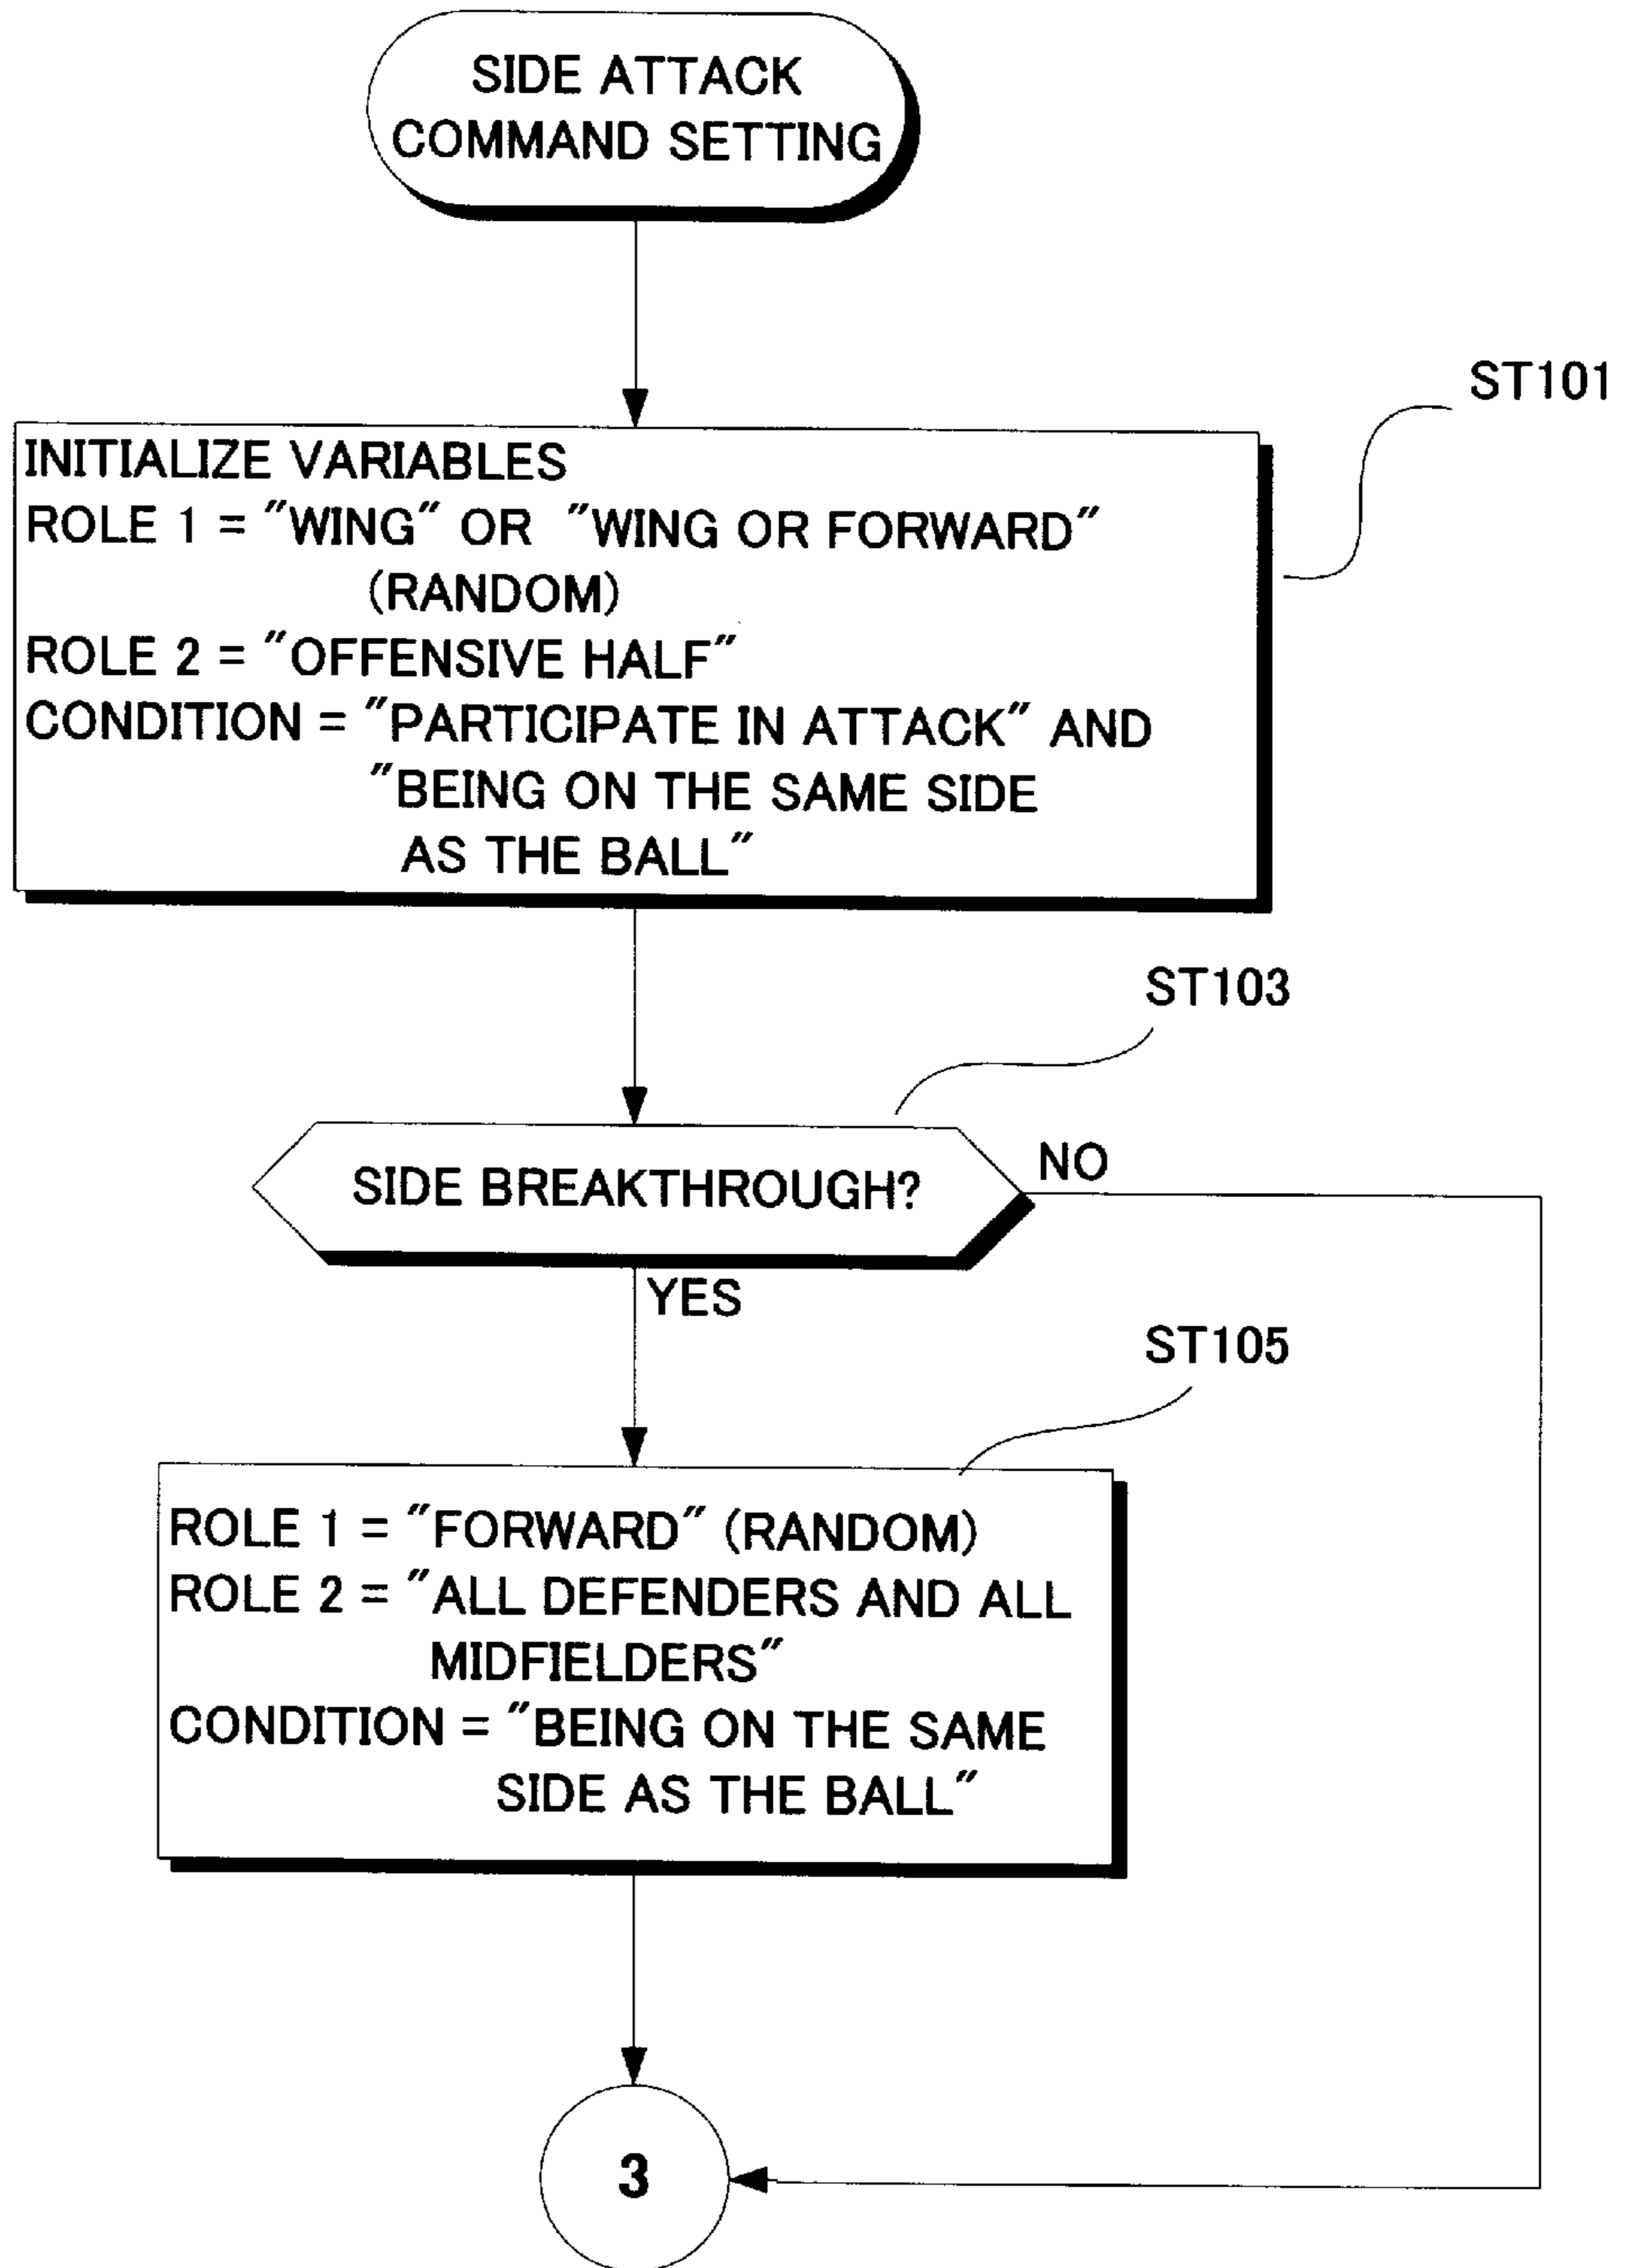 SIDE ATTACK
COMMAND SETTING
ST101
INITIALIZE VARIABLES
ROLE 1 = "WING" OR "WING OR FORWARD"
(RANDOM)
ROLE 2 = "OFFENSIVE HALF"
CONDITION = "PARTICIPATE IN ATTACK" AND
"BEING ON THE SAME SIDE
AS THE BALL"
ST103
SIDE BREAKTHROUGH?
NO
YES
ST105
ROLE 1 = "FORWARD" (RANDOM)
ROLE 2 = "ALL DEFENDERS AND ALL
MIDFIELDERS"
CONDITION = "BEING ON THE SAME
SIDE AS THE BALL"
3